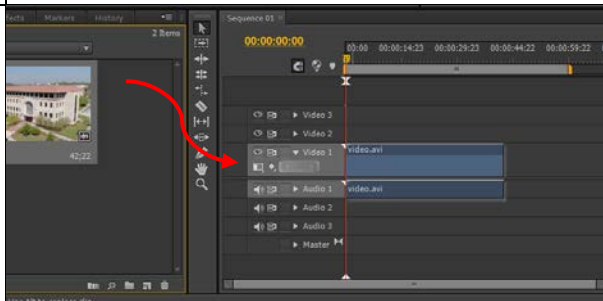 Effects Markers History
2 Items
42;22
Sequence 01
00:00:00:00
00:00 00:00:14:23 00:00:29:23 00:00:44:22 00:00:59:22
Video 3
Video 2
Video 1 video.avi
Audio 1 video.avi
Audio 2
Audio 3
Master